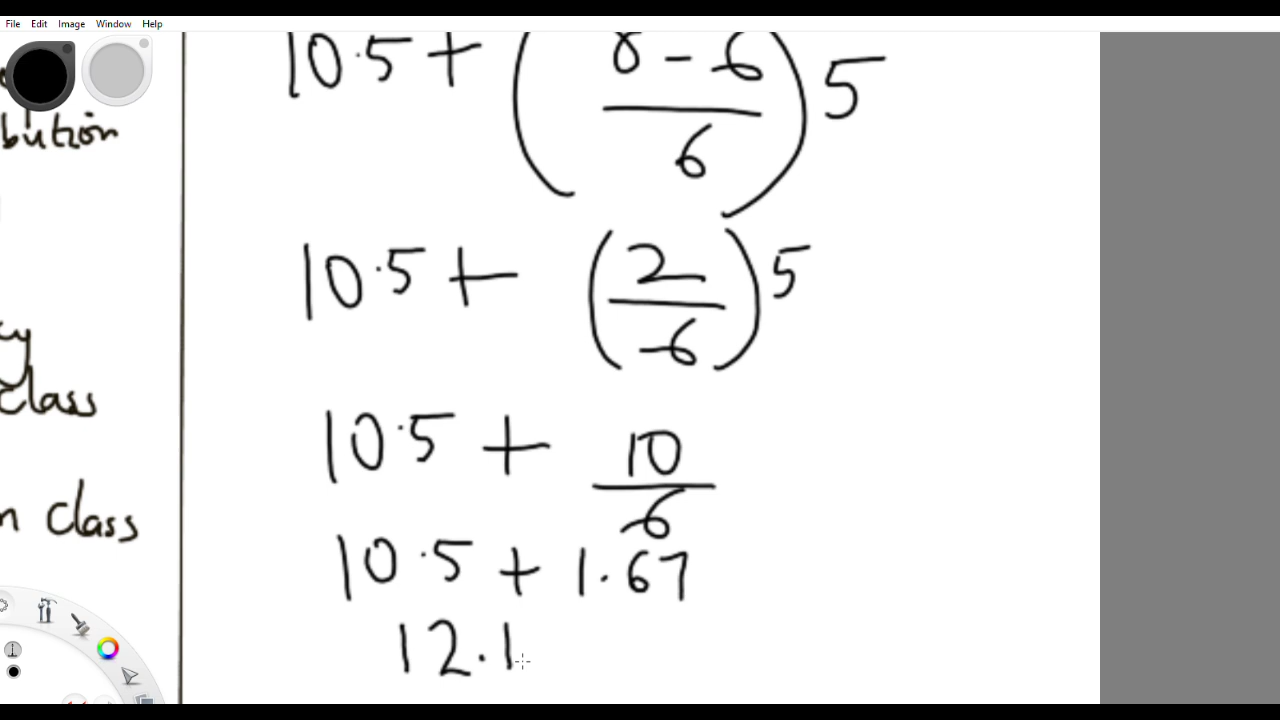 File Edit Image Window Help
10.5 + ( 8 - 6 / 6 ) 5
bution
10.5 + ( 2 / 6 ) 5
class
10.5 + 10 / 6
class
10.5 + 1.67
12.1